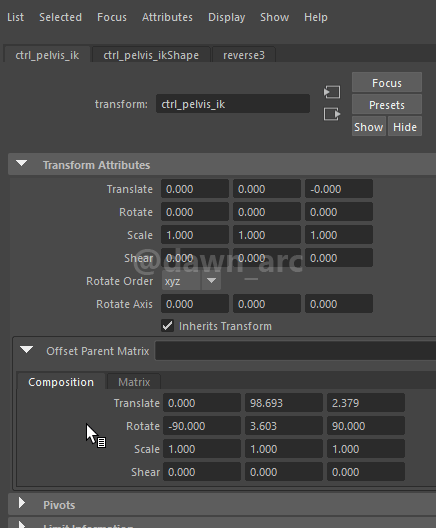 List Selected Focus Attributes Display Show Help
ctrl_pelvis_ik ctrl_pelvis_ikShape reverse3
Focus
transform: ctrl_pelvis_ik Presets
Show Hide
Transform Attributes
Translate 0.000 0.000 -0.000
Rotate 0.000 0.000 0.000
Scale 1.000 1.000 1.000
Shear 0.000 0.000 0.000
@dawn_arc
Rotate Order xyz
Rotate Axis 0.000 0.000 0.000
Inherits Transform
Offset Parent Matrix
Composition Matrix
Translate 0.000 98.693 2.379
Rotate -90.000 3.603 90.000
Scale 1.000 1.000 1.000
Shear 0.000 0.000 0.000
Pivots
Limit Information